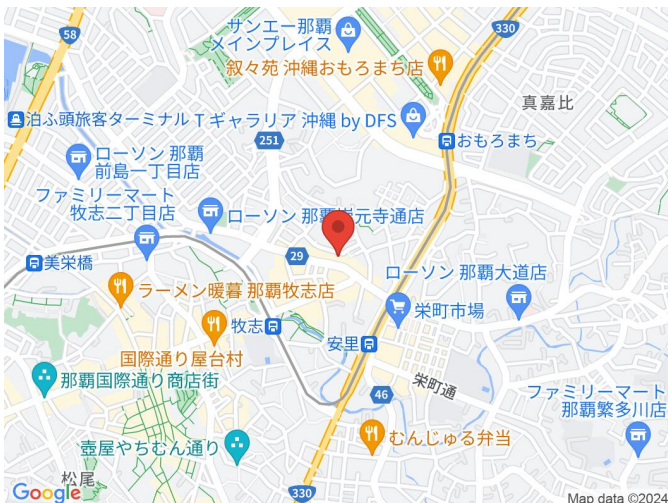 58
サンエー那覇
メインプレイス
330
叙々苑 沖縄おもろまち店
真嘉比
泊ふ頭旅客ターミナル
Tギャラリア 沖縄 by DFS
251
おもろまち
ローソン 那覇
前島一丁目店
ファミリーマート
牧志二丁目店
ローソン 那覇崇元寺通店
29
美栄橋
ローソン 那覇大道店
ラーメン暖暮 那覇牧志店
栄町市場
牧志
安里
国際通り屋台村
那覇国際通り商店街
46
栄町通
ファミリーマート
那覇繁多川店
壺屋やちむん通り
むんじゅる弁当
松尾
Google
330
Map data ©2024